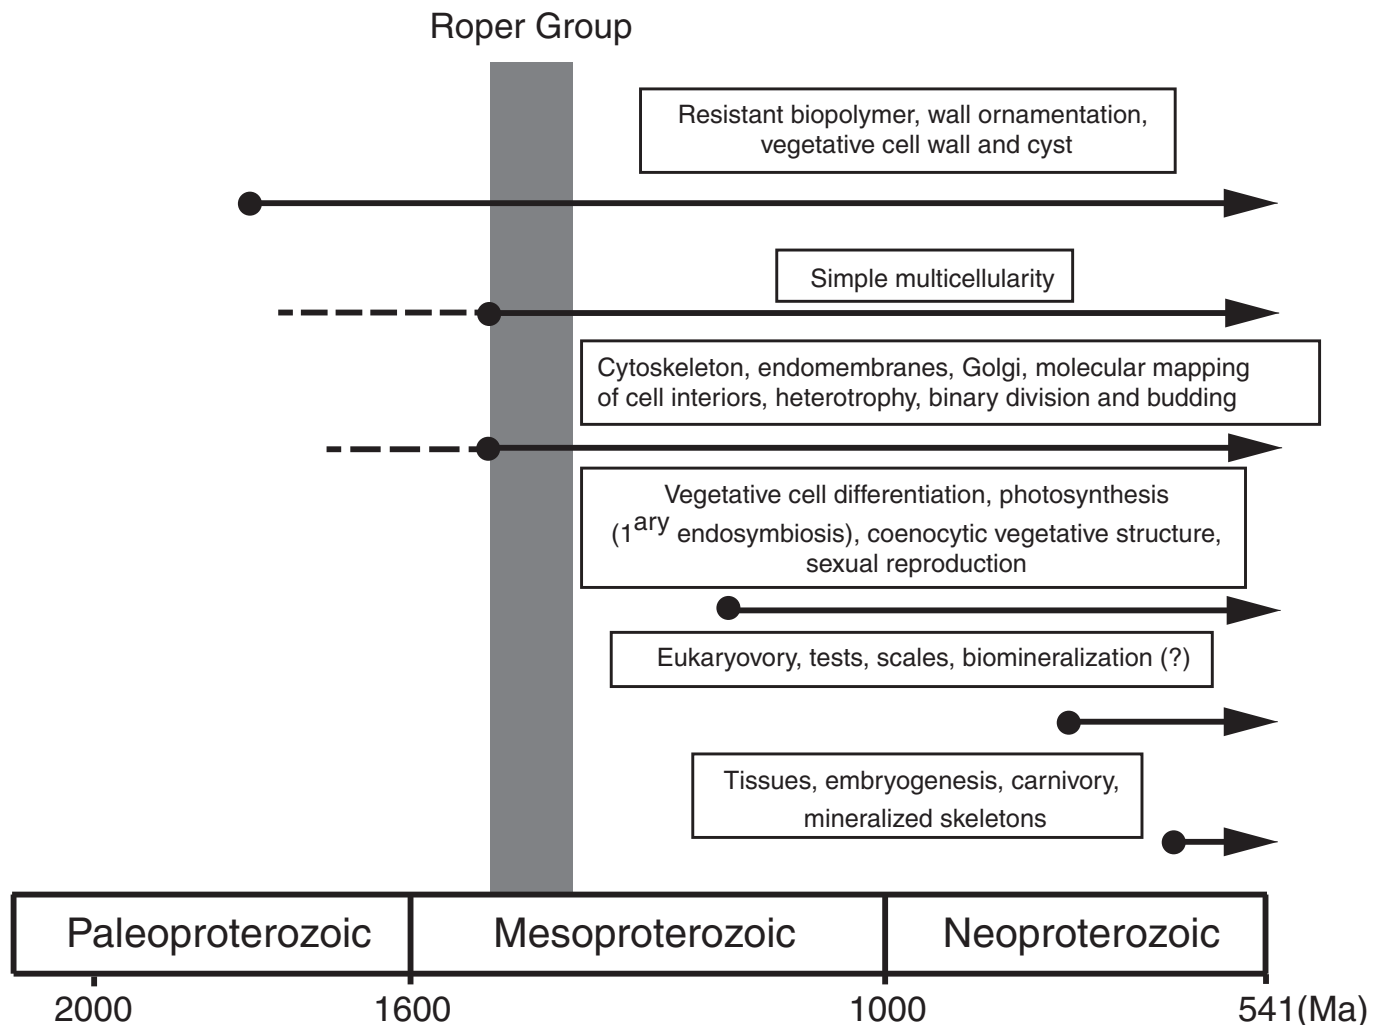 Roper Group
Resistant biopolymer, wall ornamentation,
vegetative cell wall and cyst
Simple multicellularity
Cytoskeleton, endomembranes, Golgi, molecular mapping
of cell interiors, heterotrophy, binary division and budding
Vegetative cell differentiation, photosynthesis
(1ary endosymbiosis), coenocytic vegetative structure,
sexual reproduction
Eukaryovory, tests, scales, biomineralization (?)
Tissues, embryogenesis, carnivory,
mineralized skeletons
Paleoproterozoic Mesoproterozoic Neoproterozoic
2000 1600 1000 541(Ma)